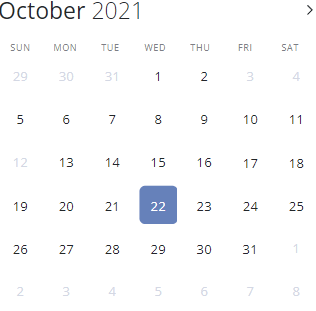 October 2021
SUN MON TUE WED THU FRI SAT
29 30 31 1 2 3 4
5 6 7 8 9 10 11
12 13 14 15 16 17 18
19 20 21 22 23 24 25
26 27 28 29 30 31 1
2 3 4 5 6 7 8